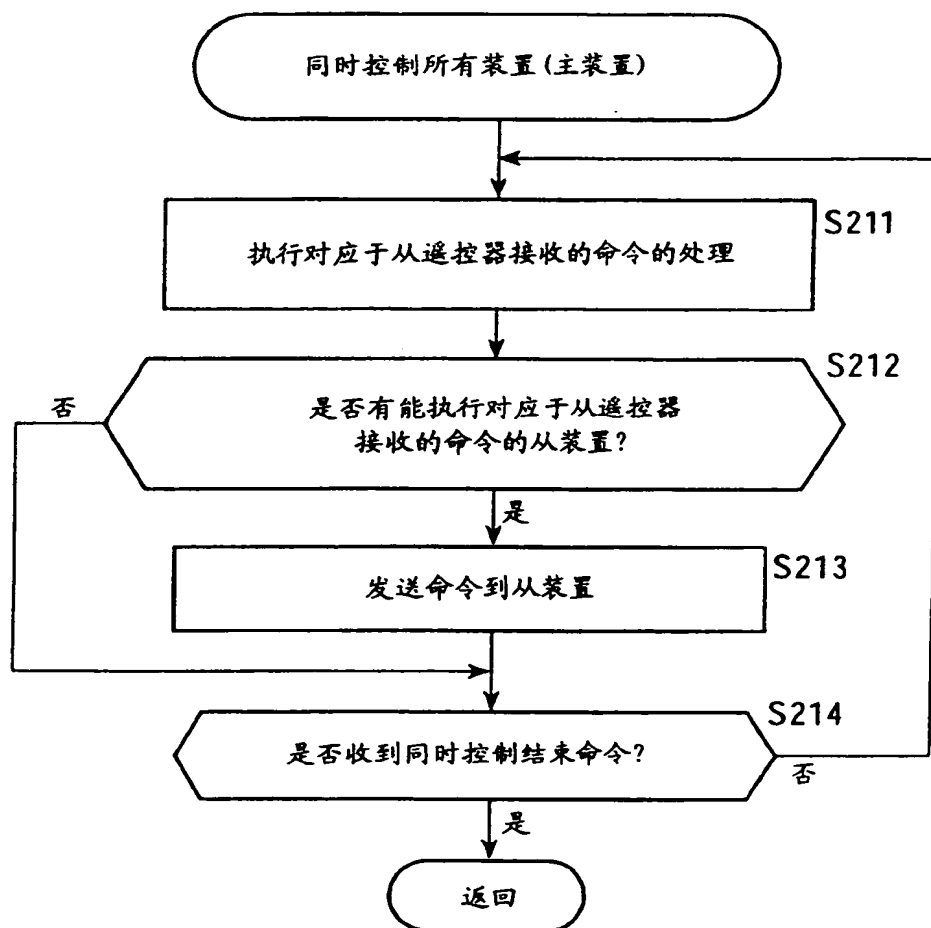 同时控制所有装置(主装置)
S211
执行对应于从遥控器接收的命令的处理
S212
否
是否有能执行对应于从遥控器
接收的命令的从装置?
是
S213
发送命令到从装置
S214
是否收到同时控制结束命令?
否
是
返回